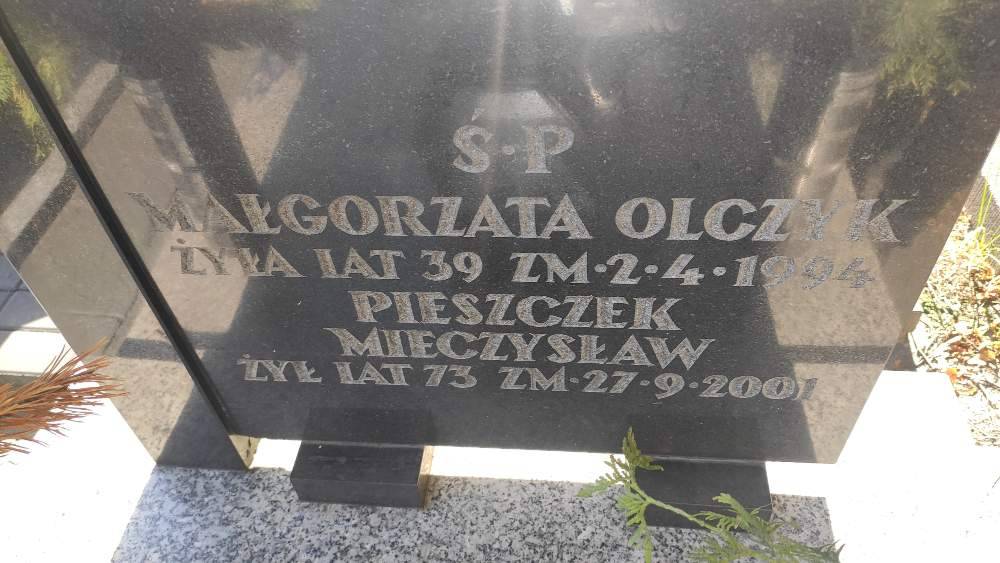 Ś·P
MAŁGORZATA OLCZYK
ŻYŁA LAT 39 ZM·2·4·1994
PIESZCZEK
MIECZYSŁAW
ŻYŁ LAT 73 ZM·27·9·2001